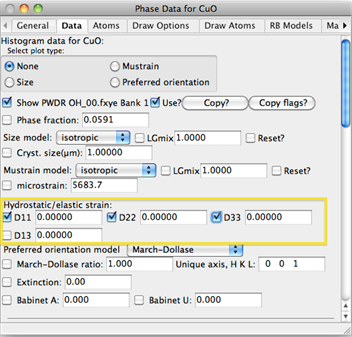 Phase Data for CuO
General Data Atoms Draw Options Draw Atoms RB Models Ma
Histogram data for CuO:
Select plot type:
None Mustrain
Size Preferred orientation
Show PWDR OH_00.fxye Bank 1 Use? Copy? Copy flags?
Phase fraction: 0.0591
Size model: isotropic LGmix 1.0000 Reset?
Cryst. size(μm): 1.00000
Mustrain model: isotropic LGmix 1.0000 Reset?
microstrain: 5683.7
Hydrostatic/elastic strain:
D11 0.00000 D22 0.00000 D33 0.00000
D13 0.00000
Preferred orientation model March-Dollase
March-Dollase ratio: 1.000 Unique axis, H K L: 0 0 1
Extinction: 0.00
Babinet A: 0.000 Babinet U: 0.000